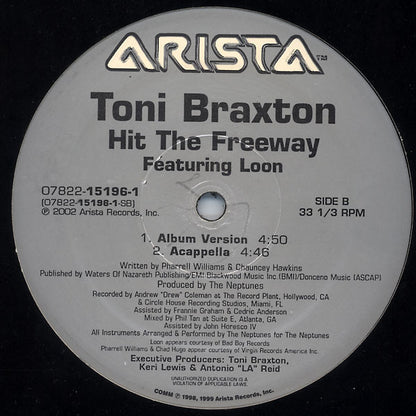 ARISTA™
Toni Braxton
Hit The Freeway
Featuring Loon
07822-15196-1
(07822-15196-1-SB)
℗2002 Arista Records, Inc.
SIDE B
33 1/3 RPM
1. Album Version 4:50
2. Acappella 4:46
Written by Pharrell Williams & Chauncey Hawkins
Published by Waters Of Nazareth Publishing/EMI Blackwood Music Inc.(BMI)/Donceno Music (ASCAP)
Produced by The Neptunes
Recorded by Andrew "Drew" Coleman at The Record Plant, Hollywood, CA
& Circle House Recording Studios, Miami, FL
Assisted by Frannie Graham & Cedric Anderson
Mixed by Phil Tan at Suite E, Atlanta, GA
Assisted by John Horesco IV
All Instruments Arranged & Performed by The Neptunes for The Neptunes
Loon appears courtesy of Bad Boy Records
Pharrell Williams & Chad Hugo appear courtesy of Virgin Records America Inc.
Executive Producers: Toni Braxton,
Keri Lewis & Antonio "LA" Reid
UNAUTHORIZED DUPLICATION IS A
VIOLATION OF APPLICABLE LAWS.
COMM ℗ 1998, 1999 Arista Records, Inc.